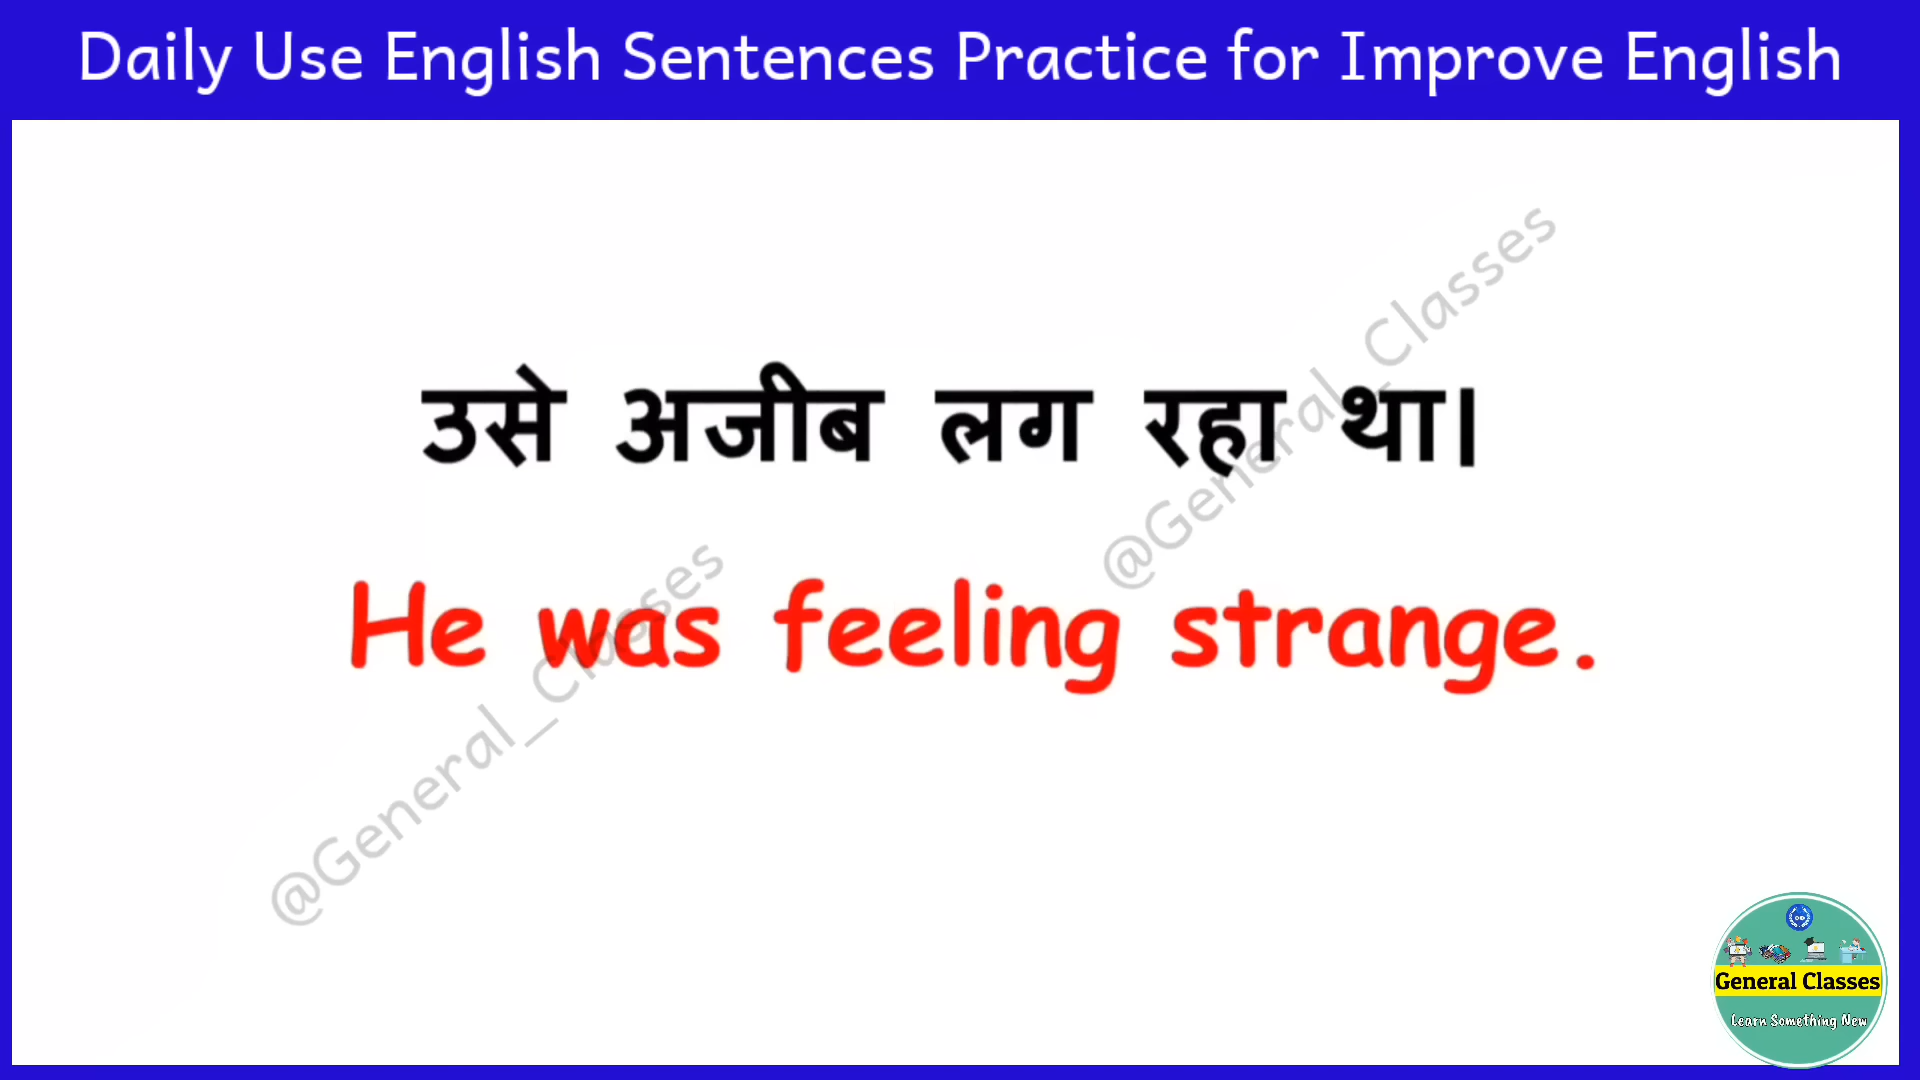 Daily Use English Sentences Practice for Improve English
उसे अजीब लग रहा था।
He was feeling strange.
@General_Classes
@General_Classes
General Classes
Learn Something New